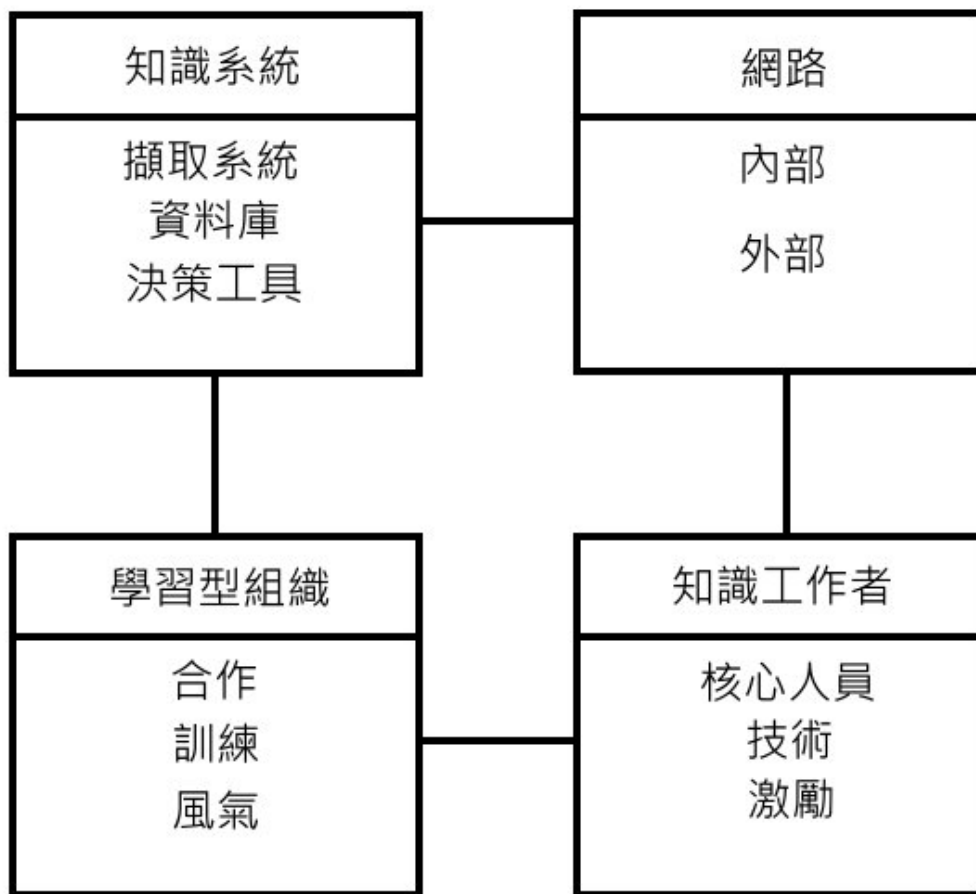 知識系統
擷取系統
資料庫
決策工具
網路
內部
外部
學習型組織
合作
訓練
風氣
知識工作者
核心人員
技術
激勵